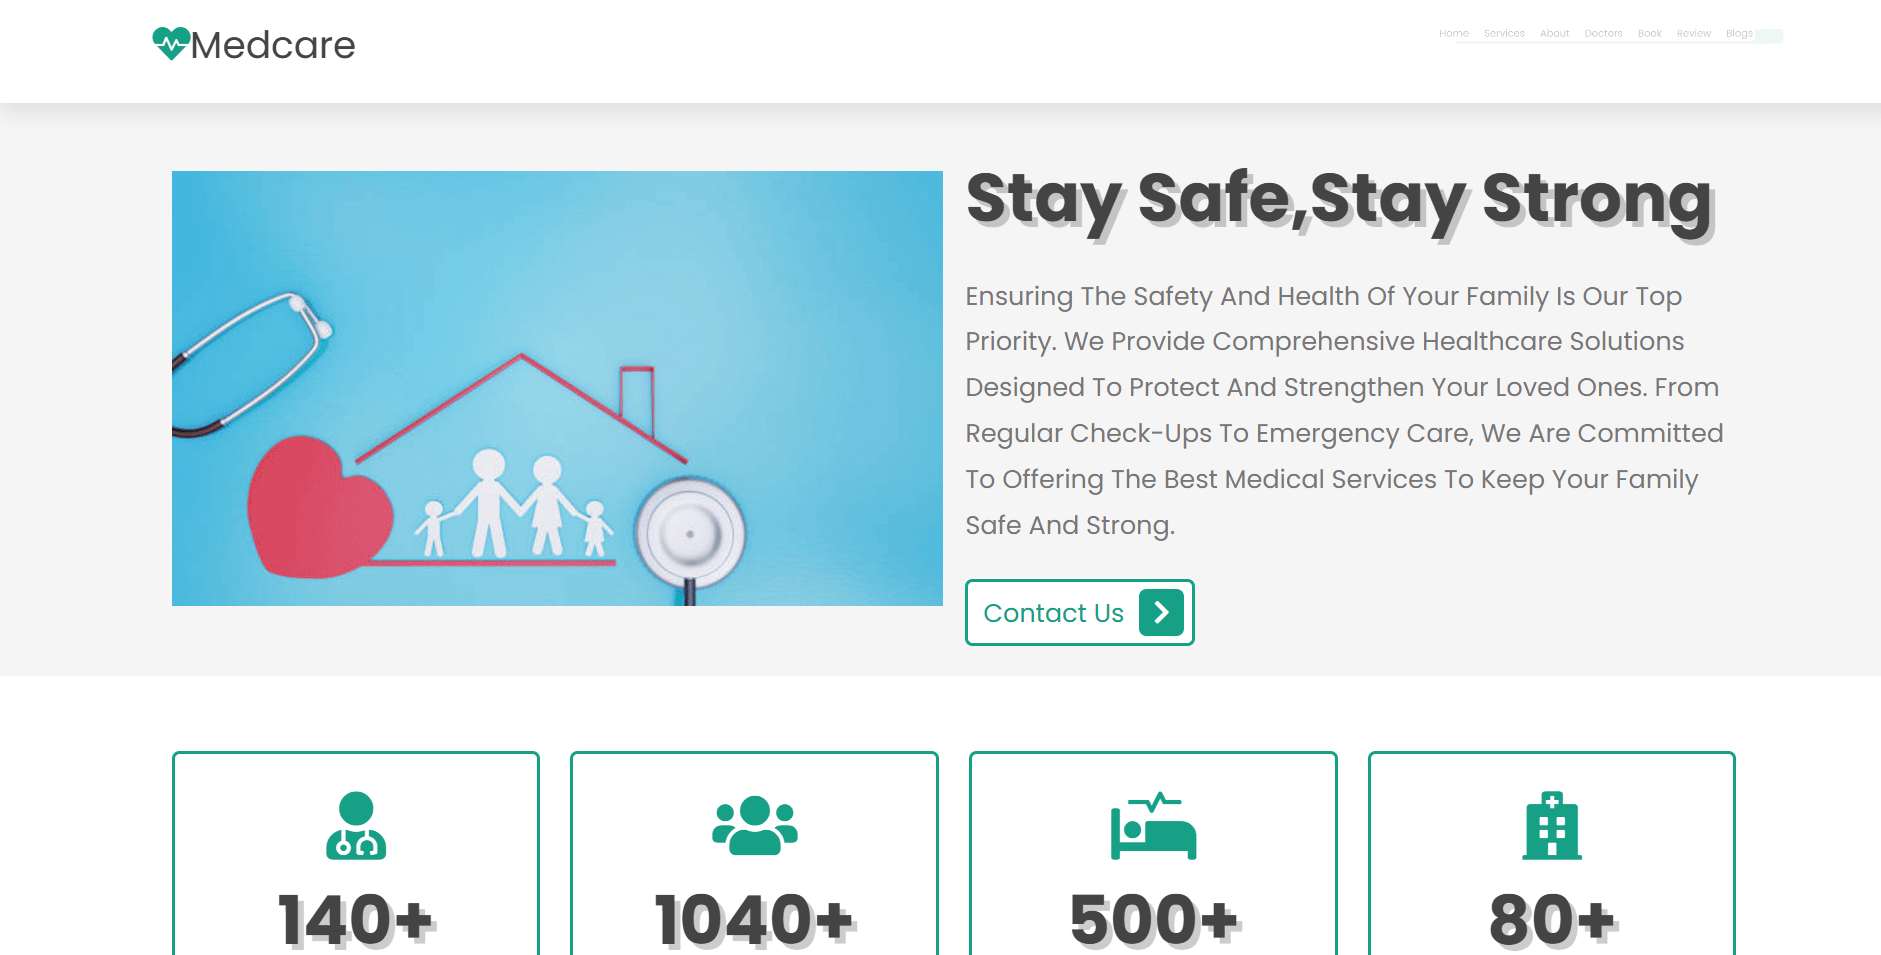 Medcare
Home Services About Doctors Book Review Blogs
Stay Safe,Stay Strong
Ensuring The Safety And Health Of Your Family Is Our Top
Priority. We Provide Comprehensive Healthcare Solutions
Designed To Protect And Strengthen Your Loved Ones. From
Regular Check-Ups To Emergency Care, We Are Committed
To Offering The Best Medical Services To Keep Your Family
Safe And Strong.
Contact Us
140+ 1040+ 500+ 80+